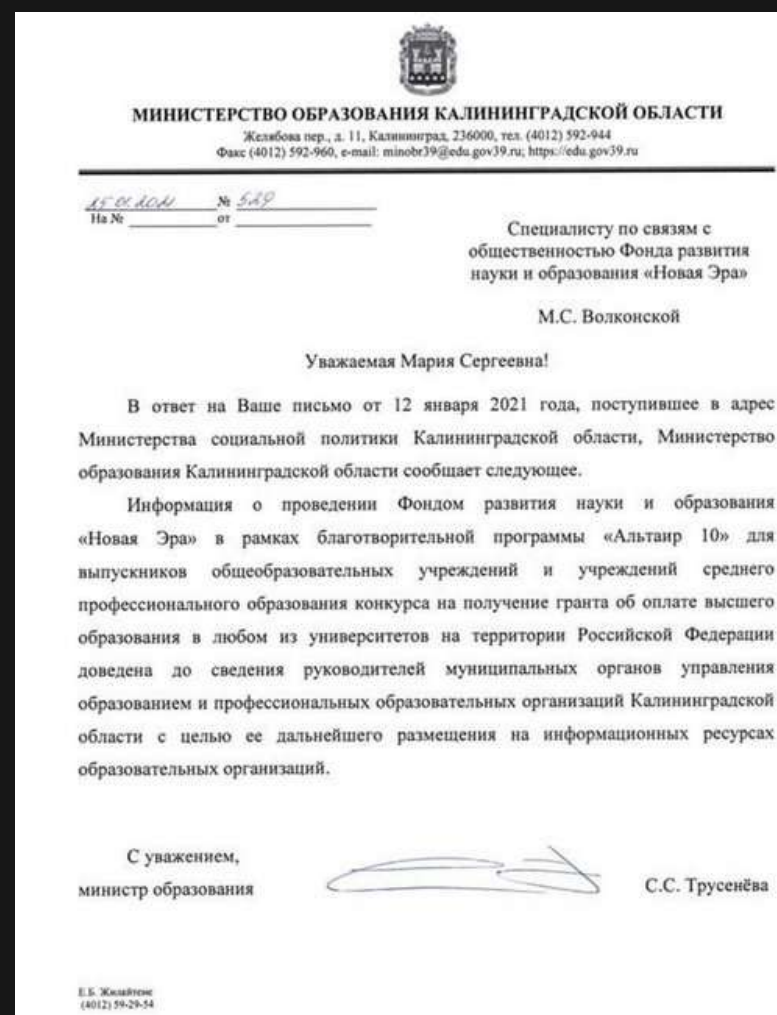 МИНИСТЕРСТВО ОБРАЗОВАНИЯ КАЛИНИНГРАДСКОЙ ОБЛАСТИ
Желябова пер., д. 11, Калининград, 236000, тел. (4012) 592-944
Факс (4012) 592-960, e-mail: minobr39@edu.gov39.ru; https://edu.gov39.ru
№ 529
На № от
Специалисту по связям с
общественностью Фонда развития
науки и образования «Новая Эра»
М.С. Волконской
Уважаемая Мария Сергеевна!
В ответ на Ваше письмо от 12 января 2021 года, поступившее в адрес
Министерства социальной политики Калининградской области, Министерство
образования Калининградской области сообщает следующее.
Информация о проведении Фондом развития науки и образования
«Новая Эра» в рамках благотворительной программы «Альтаир 10» для
выпускников общеобразовательных учреждений и учреждений среднего
профессионального образования конкурса на получение гранта об оплате высшего
образования в любом из университетов на территории Российской Федерации
доведена до сведения руководителей муниципальных органов управления
образованием и профессиональных образовательных организаций Калининградской
области с целью ее дальнейшего размещения на информационных ресурсах
образовательных организаций.
С уважением,
министр образования С.С. Трусенёва
Е.Б. Жилайтене
(4012) 59-29-54